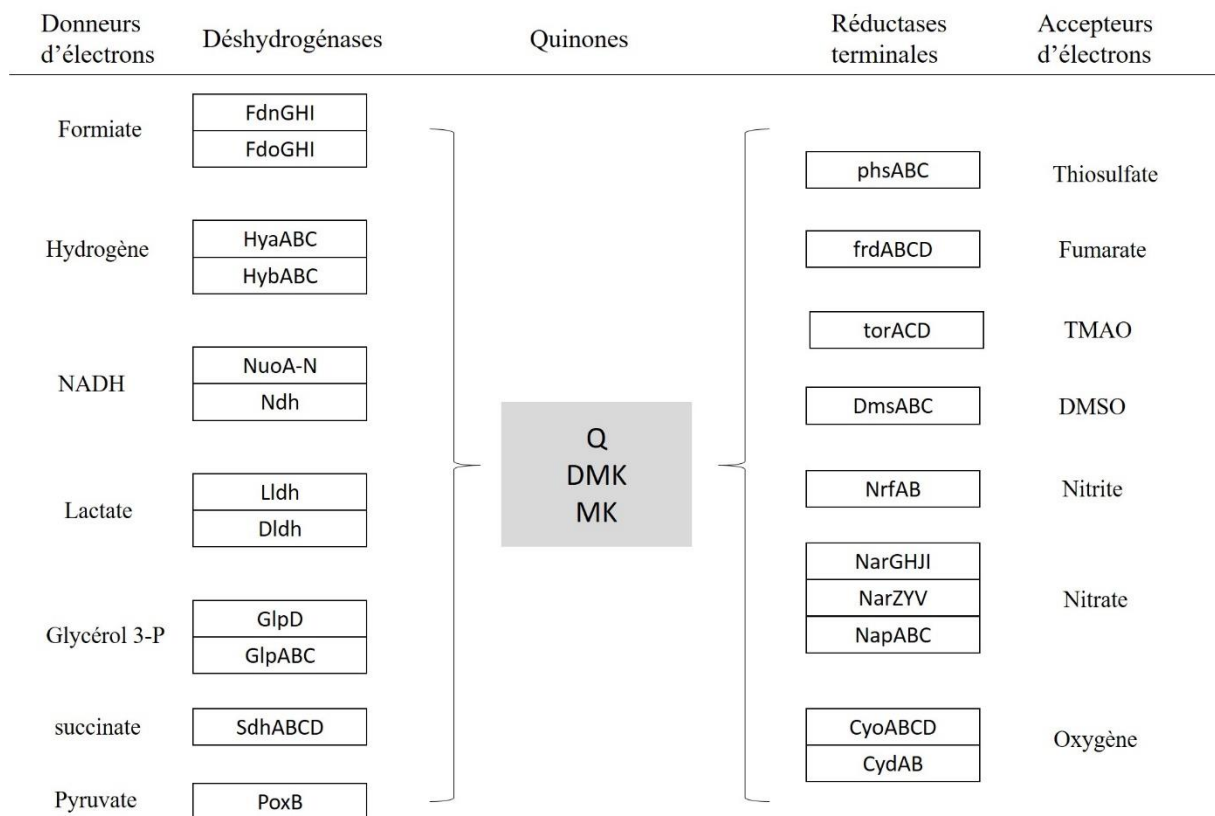 Donneurs
d’électrons
Déshydrogénases
Quinones
Réductases
terminales
Accepteurs
d’électrons
Formiate
FdnGHI
FdoGHI
Hydrogène
HyaABC
HybABC
NADH
NuoA-N
Ndh
Lactate
Lldh
Dldh
Glycérol 3-P
GlpD
GlpABC
succinate
SdhABCD
Pyruvate
PoxB
Q
DMK
MK
phsABC
Thiosulfate
frdABCD
Fumarate
torACD
TMAO
DmsABC
DMSO
NrfAB
Nitrite
NarGHJI
NarZYV
NapABC
Nitrate
CyoABCD
CydAB
Oxygène